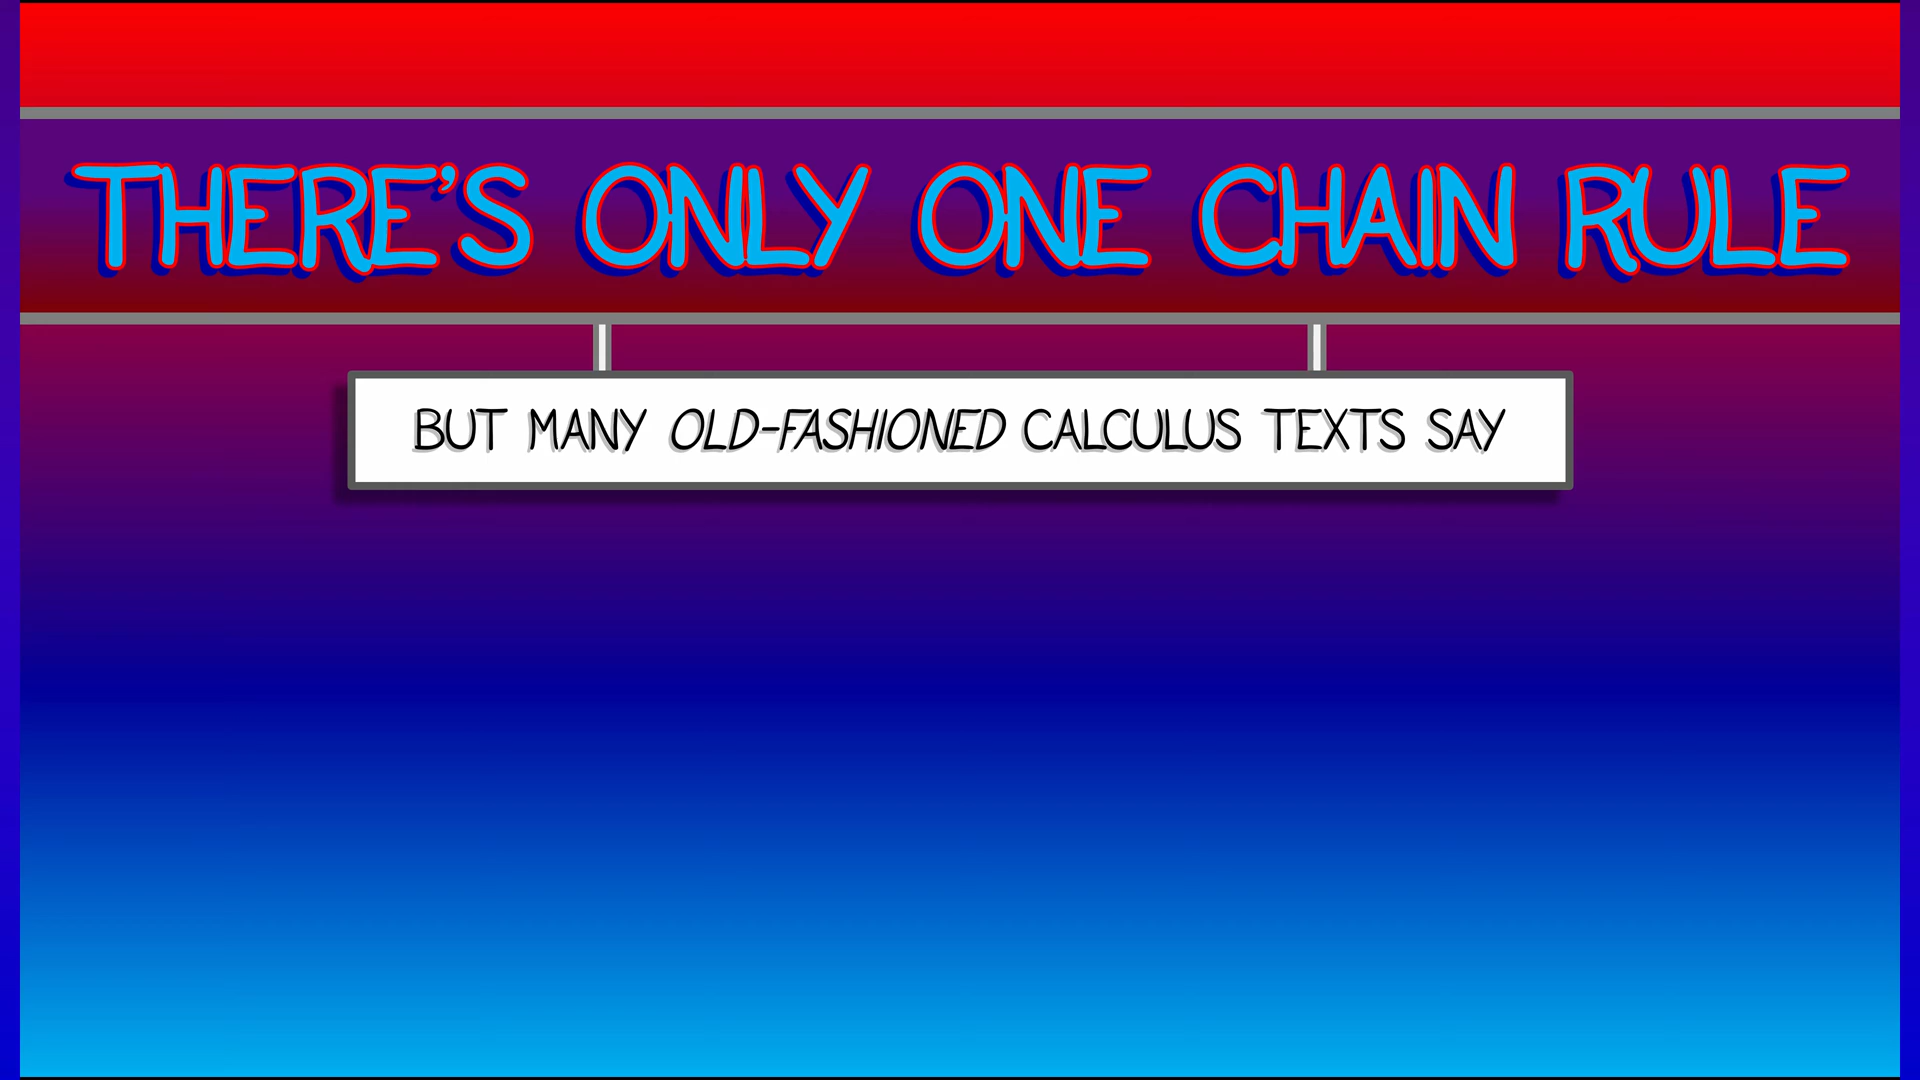 THERE'S ONLY ONE CHAIN RULE
BUT MANY OLD-FASHIONED CALCULUS TEXTS SAY